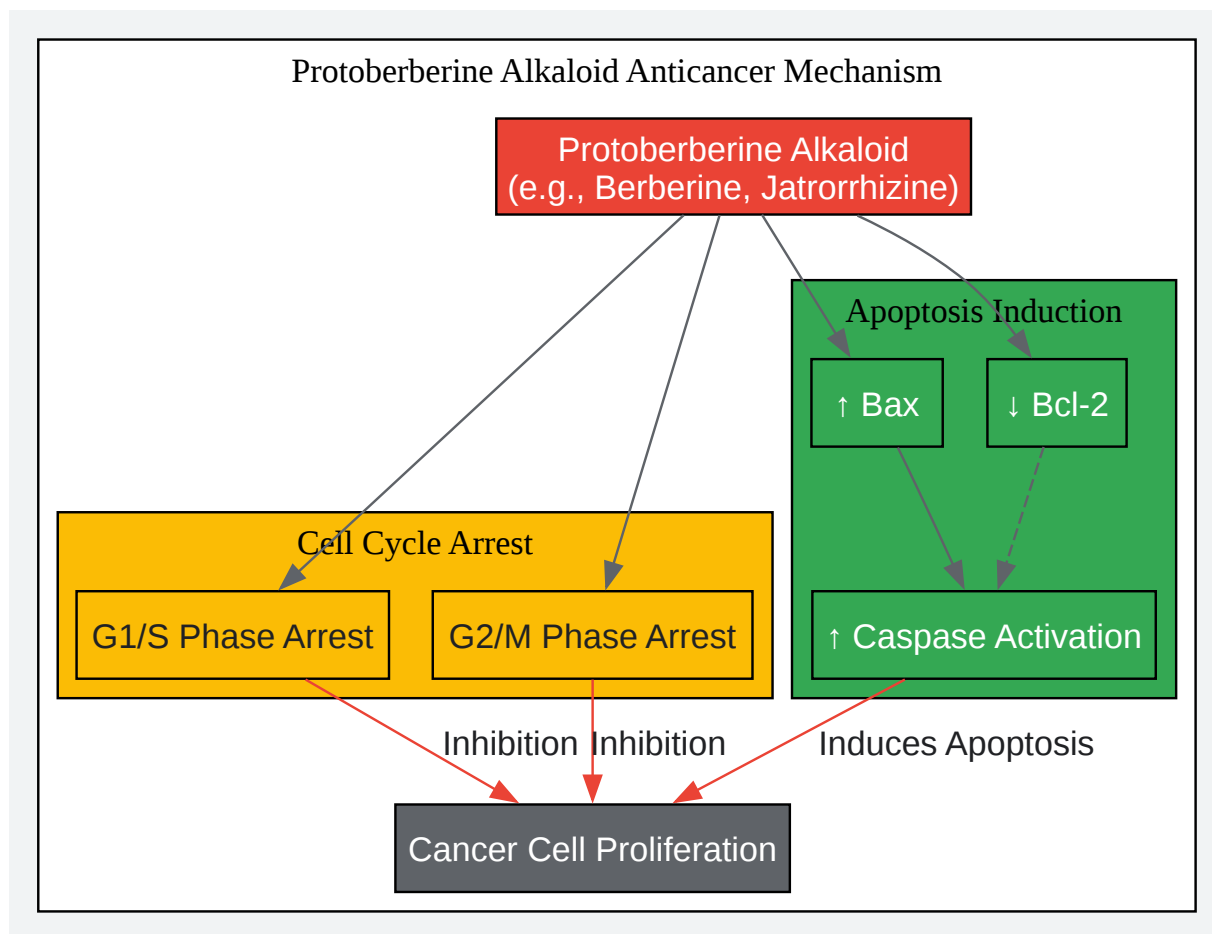 Protoberberine Alkaloid Anticancer Mechanism
Protoberberine Alkaloid
(e.g., Berberine, Jatrorrhizine)
Apoptosis Induction
↑ Bax
↓ Bcl-2
Cell Cycle Arrest
G1/S Phase Arrest
G2/M Phase Arrest
↑ Caspase Activation
Inhibition
Inhibition
Induces Apoptosis
Cancer Cell Proliferation